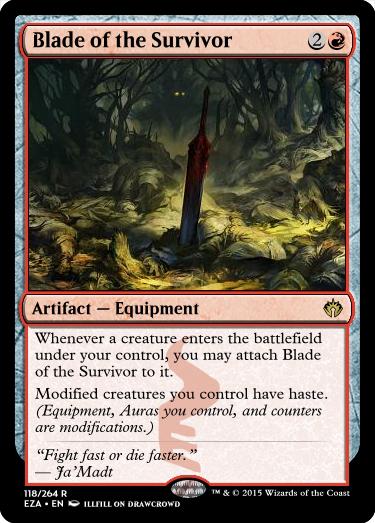 Blade of the Survivor 2
Artifact — Equipment
Whenever a creature enters the battlefield
under your control, you may attach Blade
of the Survivor to it.
Modified creatures you control have haste.
(Equipment, Auras you control, and counters
are modifications.)
“Fight fast or die faster.”
— Ja’Madt
118/264 R
EZA • EN ILLFILL ON DRAWCROWD
™ & © 2015 Wizards of the Coast